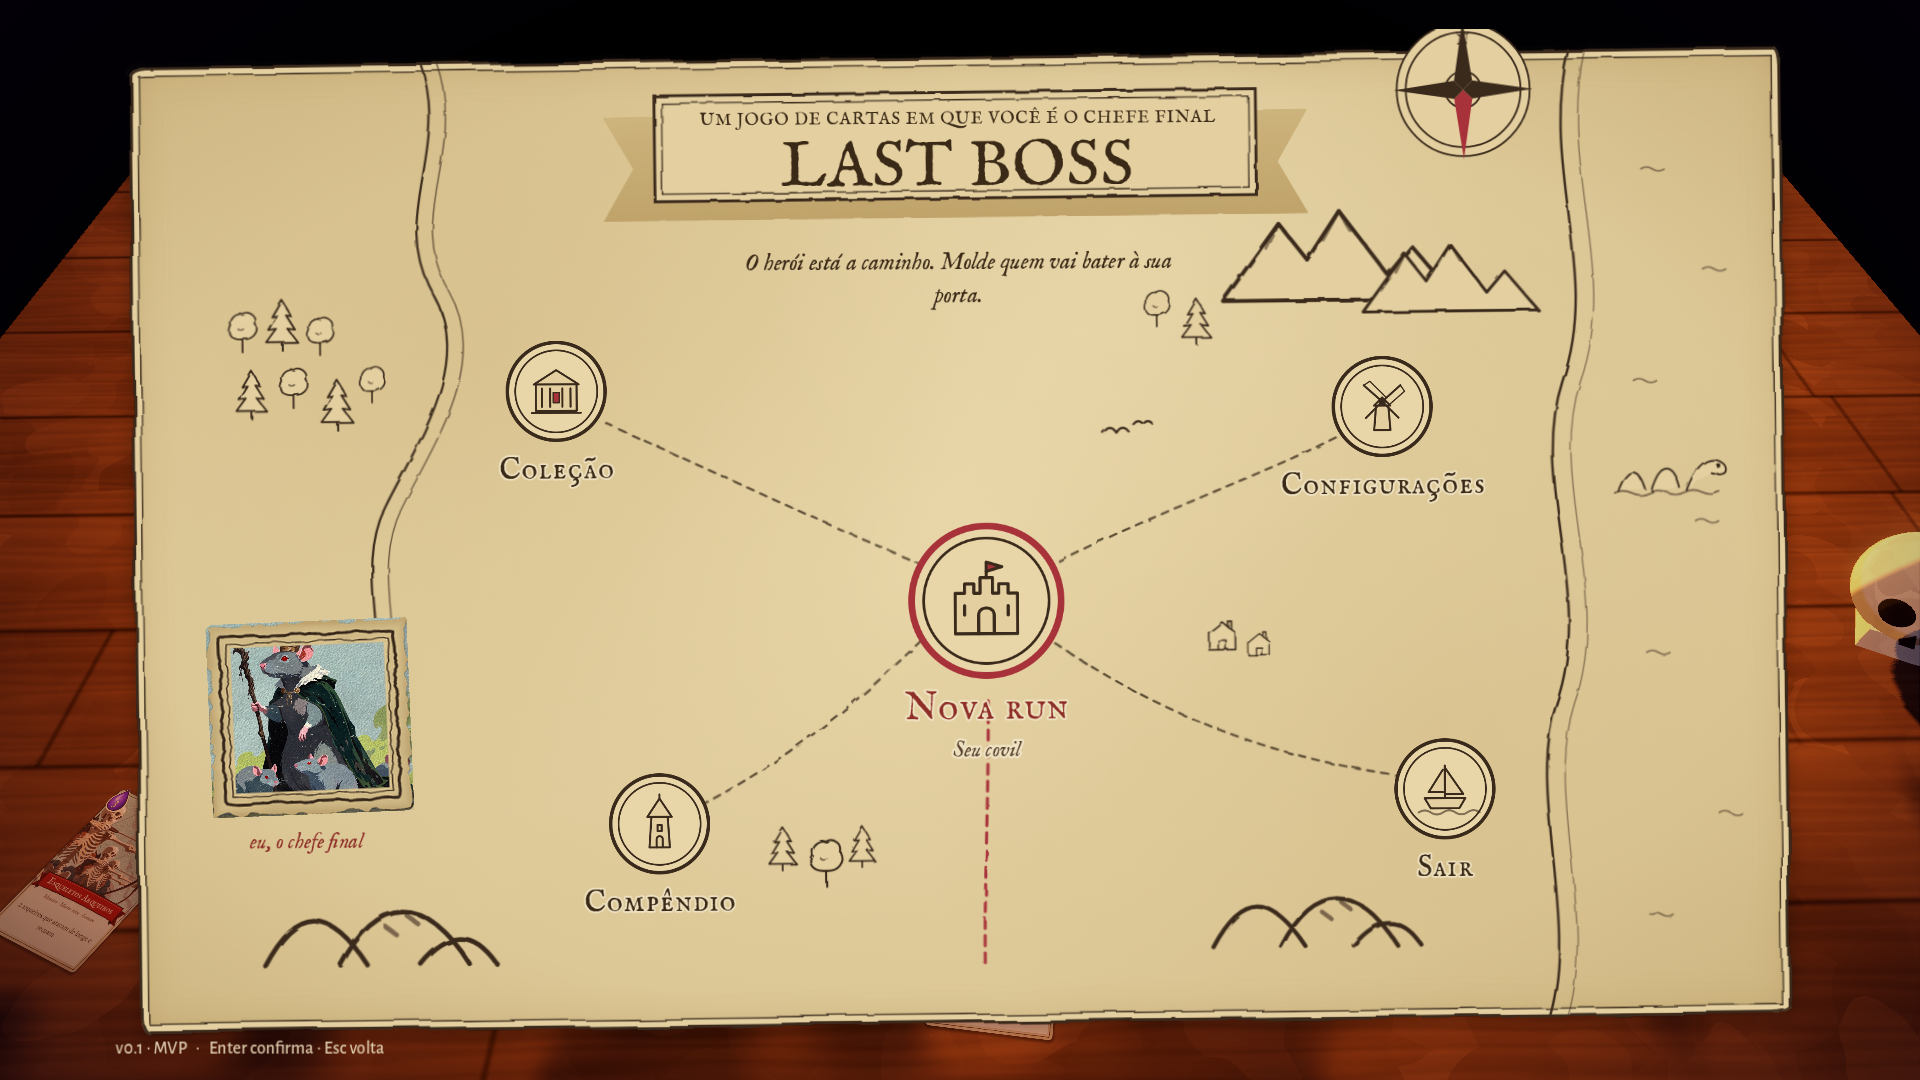 UM JOGO DE CARTAS EM QUE VOCÊ É O CHEFE FINAL
LAST BOSS
O herói está a caminho. Molde quem vai bater à sua
porta.
Coleção
Configurações
Nova run
Seu covil
eu, o chefe final
Esqueletos Arqueiros
Compêndio
Sair
v0.1 · MVP · Enter confirma · Esc volta